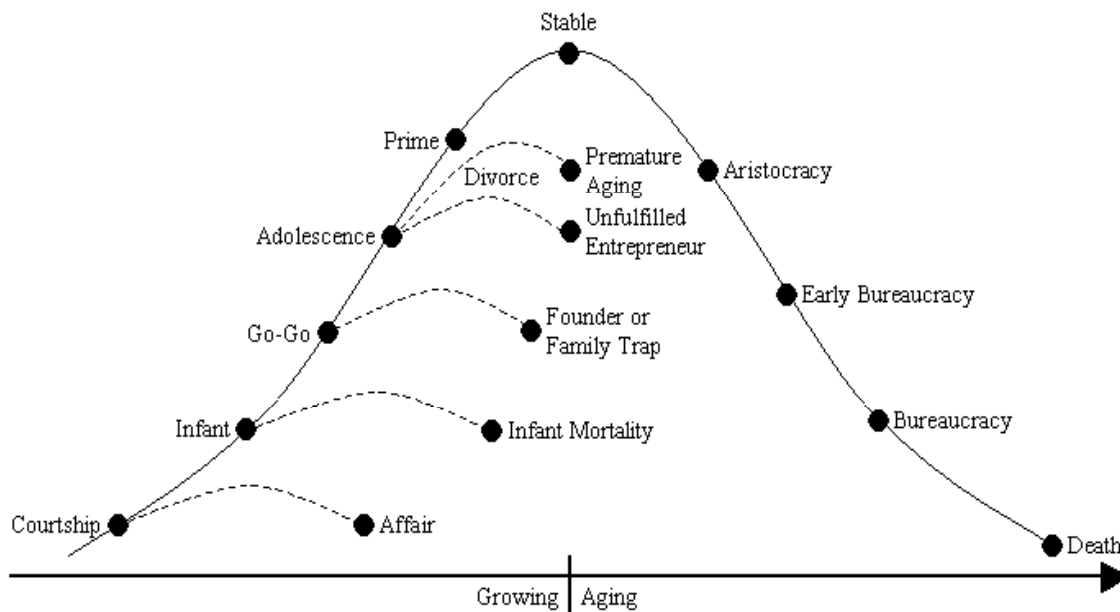 Stable
Prime
Divorce
Premature
Aging
Aristocracy
Adolescence
Unfulfilled
Entrepreneur
Early Bureaucracy
Go-Go
Founder or
Family Trap
Infant
Infant Mortality
Bureaucracy
Courtship
Affair
Death
Growing
Aging